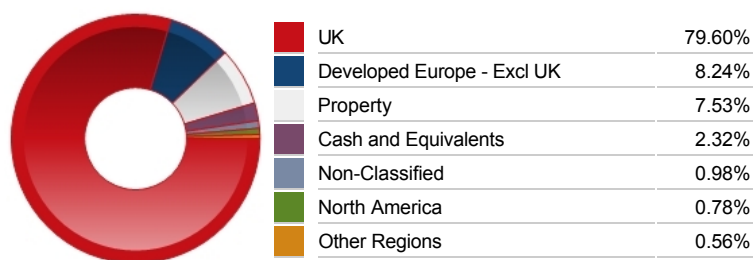 UK 79.60%
Developed Europe - Excl UK 8.24%
Property 7.53%
Cash and Equivalents 2.32%
Non-Classified 0.98%
North America 0.78%
Other Regions 0.56%